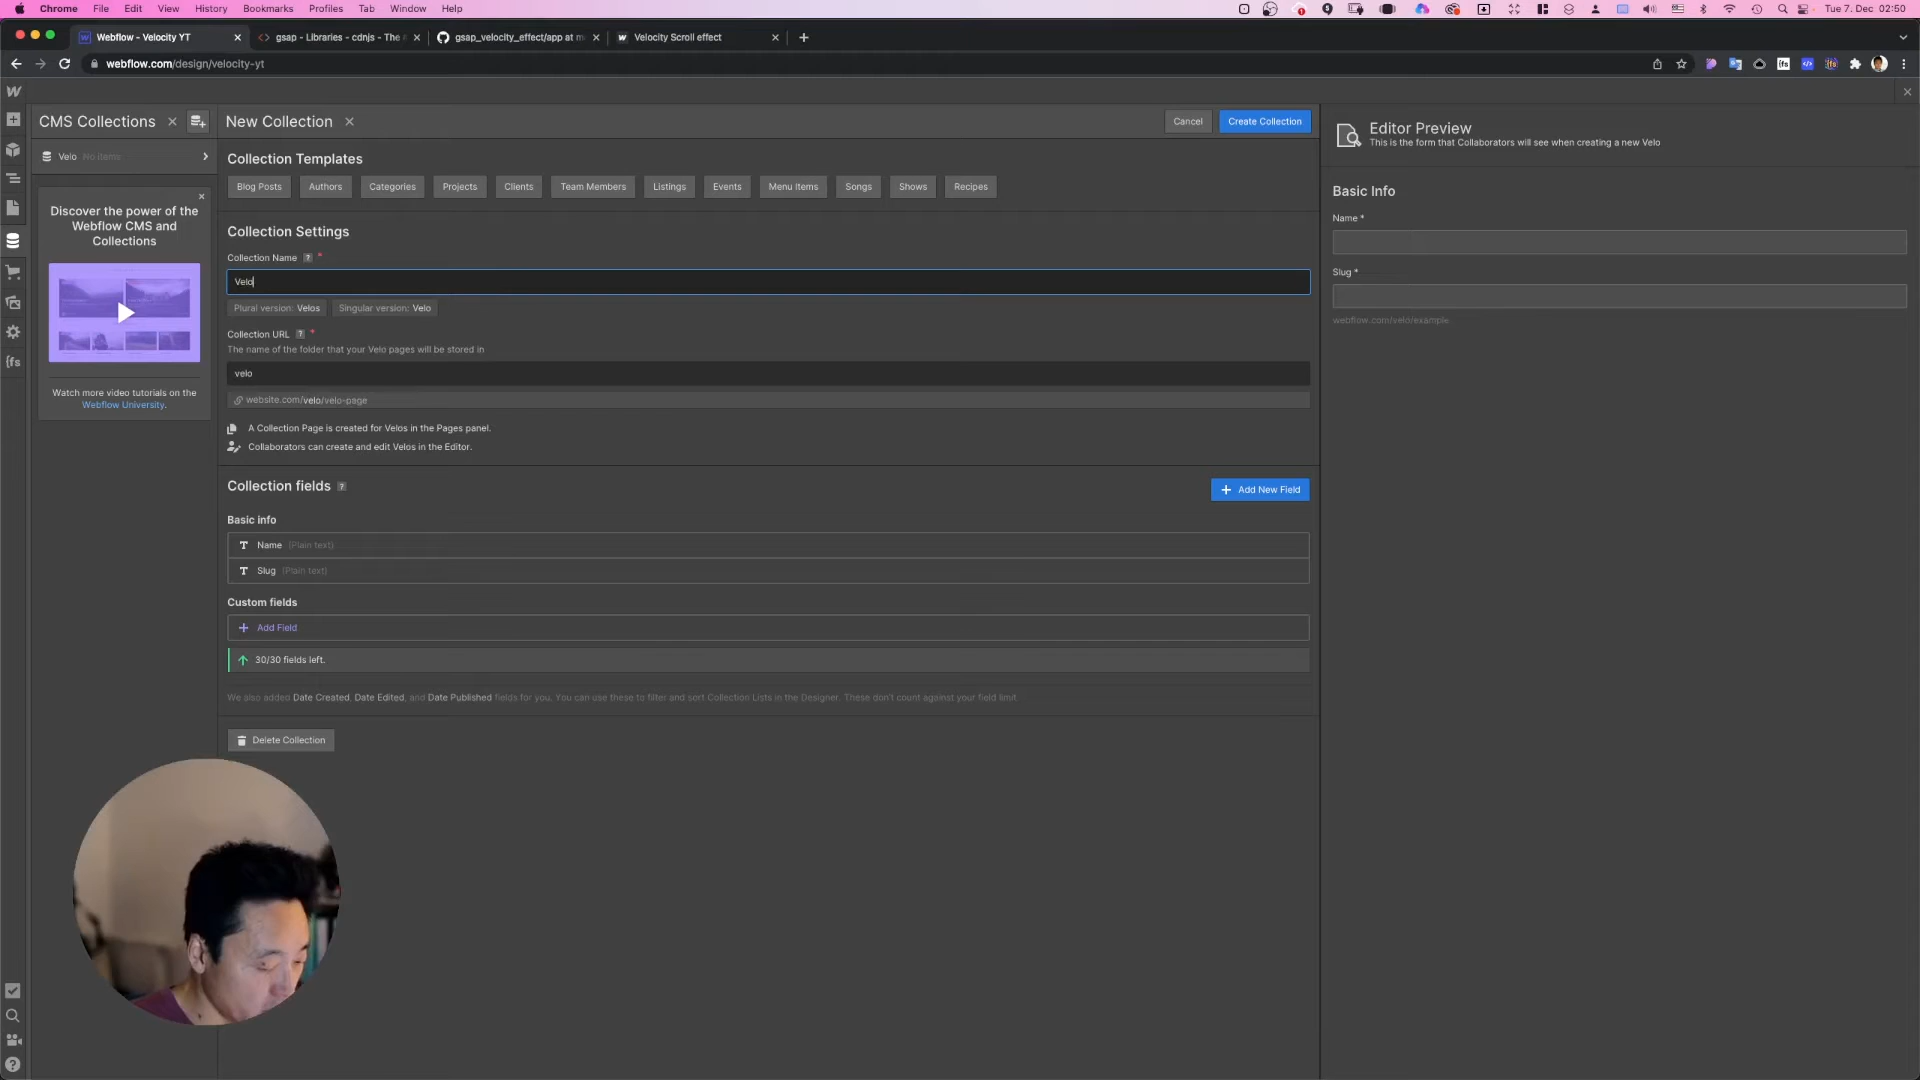 Chrome File Edit View History Bookmarks Profiles Tab Window Help Tue 7. Dec 02:50
Webflow - Velocity YT
gsap - Libraries - cdnjs - The
gsap_velocity_effect/app at m
Velocity Scroll effect
webflow.com/design/velocity-yt
CMS Collections
Velo No items
Discover the power of the
Webflow CMS and
Collections
Watch more video tutorials on the
Webflow University.
New Collection
Cancel
Create Collection
Collection Templates
Blog Posts
Authors
Categories
Projects
Clients
Team Members
Listings
Events
Menu Items
Songs
Shows
Recipes
Collection Settings
Collection Name ? *
Velo
Plural version: Velos
Singular version: Velo
Collection URL ? *
The name of the folder that your Velo pages will be stored in
velo
website.com/velo/velo-page
A Collection Page is created for Velos in the Pages panel.
Collaborators can create and edit Velos in the Editor.
Collection fields ?
+ Add New Field
Basic info
T Name (Plain text)
T Slug (Plain text)
Custom fields
+ Add Field
30/30 fields left.
We also added Date Created, Date Edited, and Date Published fields for you. You can use these to filter and sort Collection Lists in the Designer. These don't count against your field limit.
Delete Collection
Editor Preview
This is the form that Collaborators will see when creating a new Velo
Basic Info
Name *
Slug *
webflow.com/velo/example